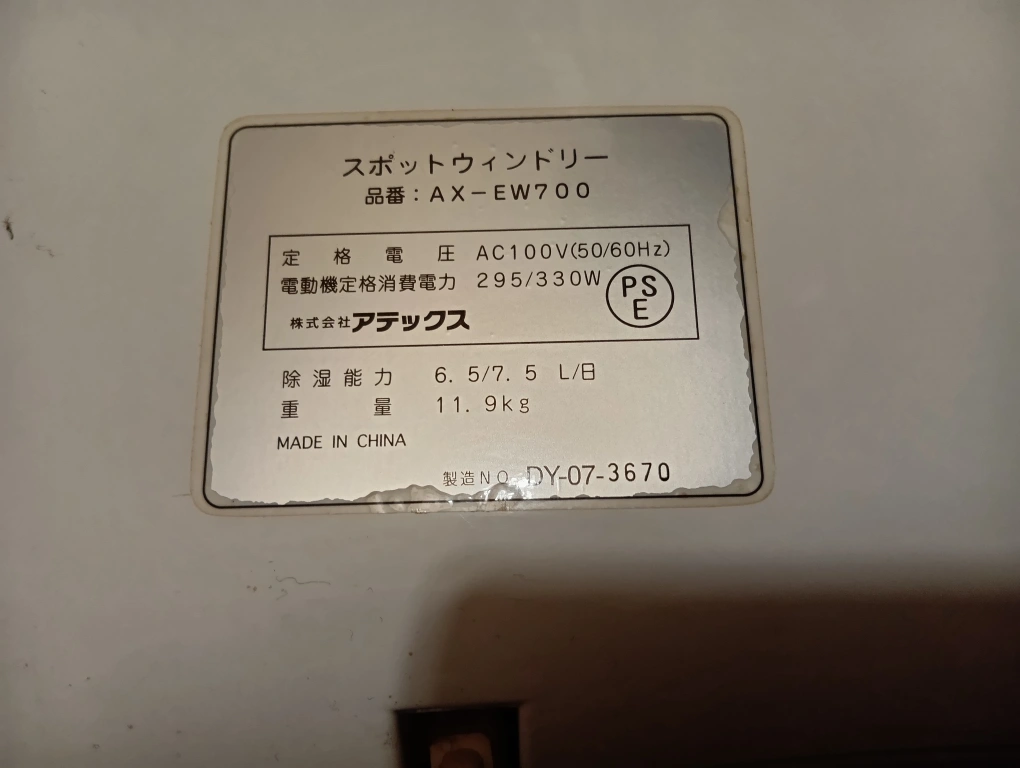 スポットウィンドリー
品番：AX－EW700
定格電圧 AC100V(50/60Hz)
電動機定格消費電力 295/330W
PS
E
株式会社アテックス
除湿能力 6.5/7.5 L/日
重量 11.9kg
MADE IN CHINA
製造NO DY-07-3670